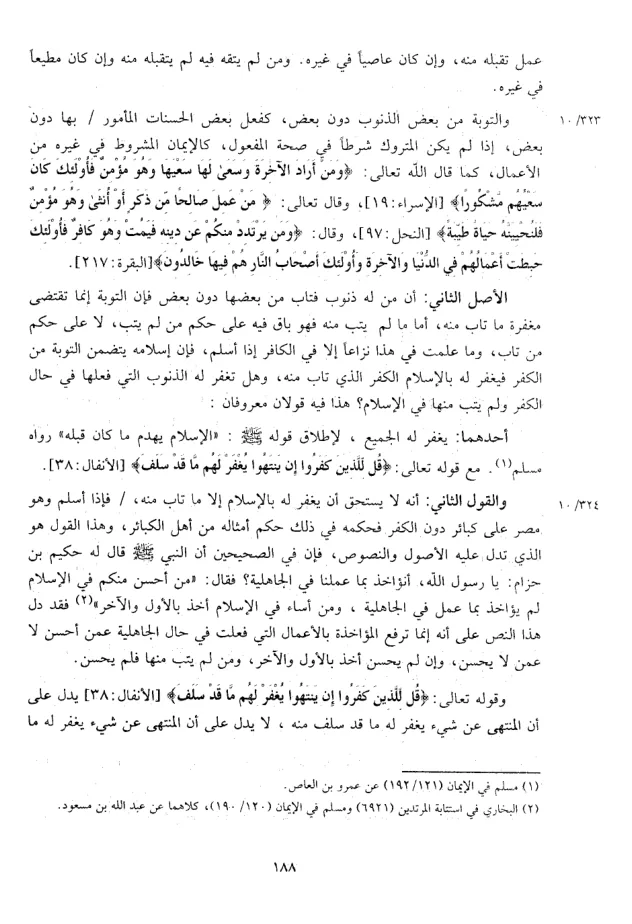 عمل تقبله منه، وإن كان عاصياً في غيره. ومن لم يتقه فيه لم يتقبله منه وإن كان مطيعاً
في غيره.
١٠/٣٢٣ والتوبة من بعض الذنوب دون بعض، كفعل بعض الحسنات المأمور / بها دون
بعض، إذا لم يكن المتروك شرطاً في صحة المفعول، كالإيمان المشروط في غيره من
الأعمال، كما قال اللّه تعالى: ﴿وَمَنْ أَرَادَ الآخِرَةَ وَسَعَىٰ لَهَا سَعْيَهَا وَهُوَ مُؤْمِنٌ فَأُولَئِكَ كَانَ
سَعْيُهُم مَّشْكُورًا﴾ [الإسراء:١٩]، وقال تعالى: ﴿ مَنْ عَمِلَ صَالِحًا مِّن ذَكَرٍ أَوْ أُنثَىٰ وَهُوَ مُؤْمِنٌ
فَلَنُحْيِيَنَّهُ حَيَاةً طَيِّبَةً﴾ [النحل:٩٧]، وقال: ﴿وَمَن يَرْتَدِدْ مِنكُمْ عَن دِينِهِ فَيَمُتْ وَهُوَ كَافِرٌ فَأُولَئِكَ
حَبِطَتْ أَعْمَالُهُمْ فِي الدُّنْيَا وَالآخِرَةِ وَأُولَئِكَ أَصْحَابُ النَّارِ هُمْ فِيهَا خَالِدُونَ﴾[البقرة:٢١٧].
الأصل الثاني: أن من له ذنوب فتاب من بعضها دون بعض فإن التوبة إنما تقتضى
مغفرة ما تاب منه، أما ما لم يتب منه فهو باق فيه على حكم من لم يتب، لا على حكم
من تاب، وما علمت في هذا نزاعاً إلا في الكافر إذا أسلم، فإن إسلامه يتضمن التوبة من
الكفر فيغفر له بالإسلام الكفر الذي تاب منه، وهل تغفر له الذنوب التي فعلها في حال
الكفر ولم يتب منها في الإسلام؟ هذا فيه قولان معروفان :
أحدهما: يغفر له الجميع ، لإطلاق قوله ﷺ : «الإسلام يهدم ما كان قبله» رواه
مسلم(١). مع قوله تعالى: ﴿قُل لِّلَّذِينَ كَفَرُوا إِن يَنتَهُوا يُغْفَرْ لَهُم مَّا قَدْ سَلَفَ﴾ [الأنفال:٣٨].
١٠/٣٢٤ والقول الثاني: أنه لا يستحق أن يغفر له بالإسلام إلا ما تاب منه، / فإذا أسلم وهو
مصر على كبائر دون الكفر فحكمه في ذلك حكم أمثاله من أهل الكبائر، وهذا القول هو
الذي تدل عليه الأصول والنصوص، فإن في الصحيحين أن النبي ﷺ قال له حكيم بن
حزام: يا رسول اللّه، أنؤاخذ بما عملنا في الجاهلية؟ فقال: «من أحسن منكم في الإسلام
لم يؤاخذ بما عمل في الجاهلية ، ومن أساء في الإسلام أخذ بالأول والآخر»(٢) فقد دل
هذا النص على أنه إنما ترفع المؤاخذة بالأعمال التي فعلت في حال الجاهلية عمن أحسن لا
عمن لا يحسن، وإن لم يحسن أخذ بالأول والآخر، ومن لم يتب منها فلم يحسن.
وقوله تعالى: ﴿قُل لِّلَّذِينَ كَفَرُوا إِن يَنتَهُوا يُغْفَرْ لَهُم مَّا قَدْ سَلَفَ﴾ [الأنفال:٣٨] يدل على
أن المنتهى عن شيء يغفر له ما قد سلف منه ، لا يدل على أن المنتهى عن شيء يغفر له ما
(١) مسلم في الإيمان (١٩٢/١٢١) عن عمرو بن العاص.
(٢) البخاري في استتابة المرتدين (٦٩٢١) ومسلم في الإيمان (١٩٠/١٢٠)، كلاهما عن عبد الله بن مسعود.
١٨٨